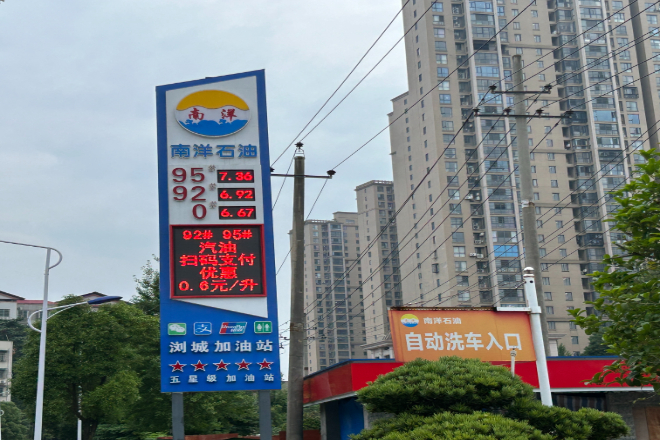 南洋
南洋石油
95# 7.36
92# 6.92
0# 6.67
92# 95#
汽油
扫码支付
优惠
0.6元/升
浏城加油站
五星级加油站
南洋石油
自动洗车入口